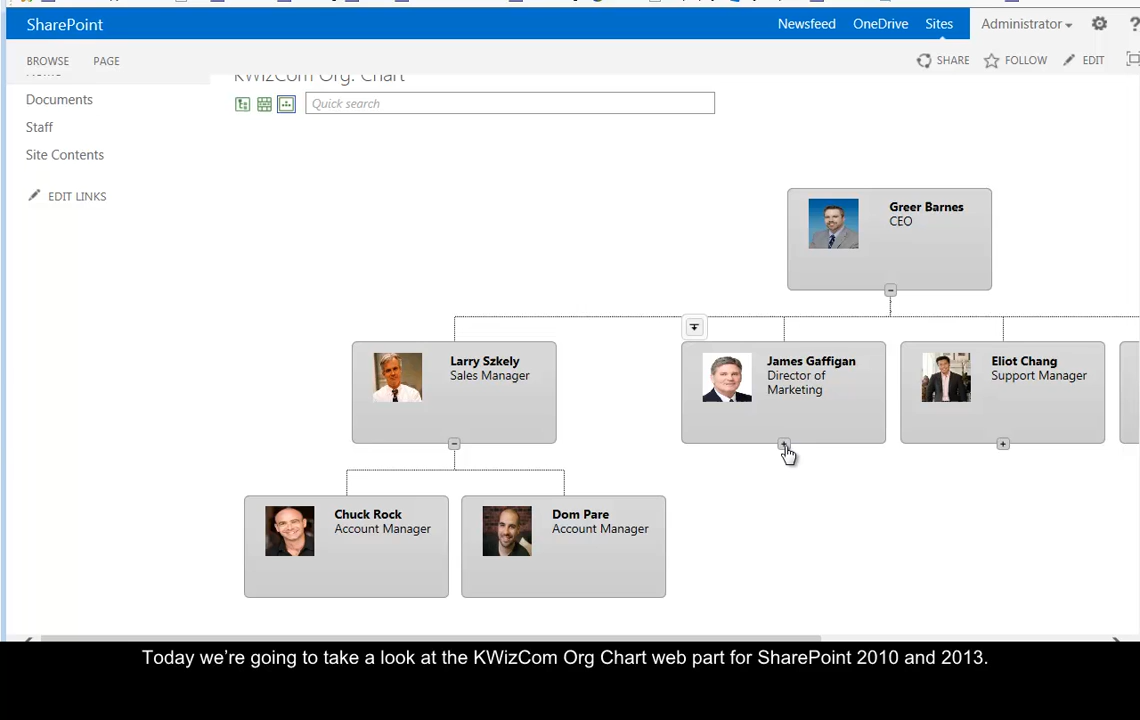 SharePoint
Newsfeed OneDrive Sites Administrator ?
BROWSE PAGE
SHARE FOLLOW EDIT
KWizCom Org. Chart
Documents
Quick search
Staff
Site Contents
EDIT LINKS
Greer Barnes
CEO
Larry Szkely
Sales Manager
James Gaffigan
Director of
Marketing
Eliot Chang
Support Manager
Chuck Rock
Account Manager
Dom Pare
Account Manager
Today we’re going to take a look at the KWizCom Org Chart web part for SharePoint 2010 and 2013.